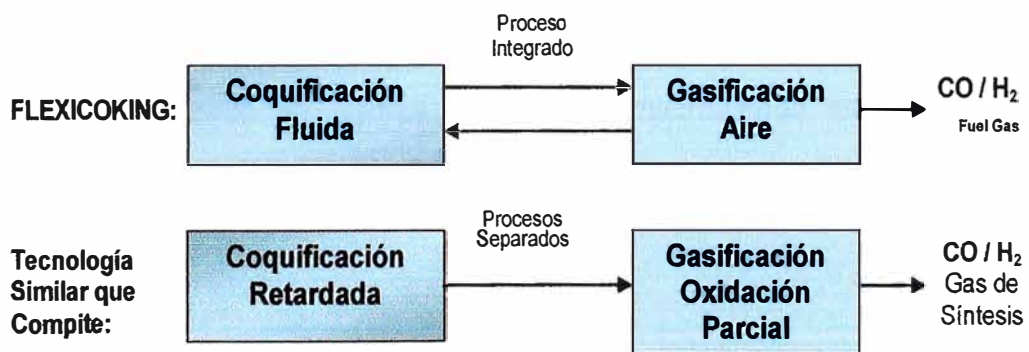 Proceso
Integrado
FLEXICOKING:
Coquificación
Fluida
Gasificación
Aire
CO / H₂
Fuel Gas
Procesos
Separados
Tecnología
Similar que
Compite:
Coquificación
Retardada
Gasificación
Oxidación
Parcial
CO / H₂
Gas de
Síntesis